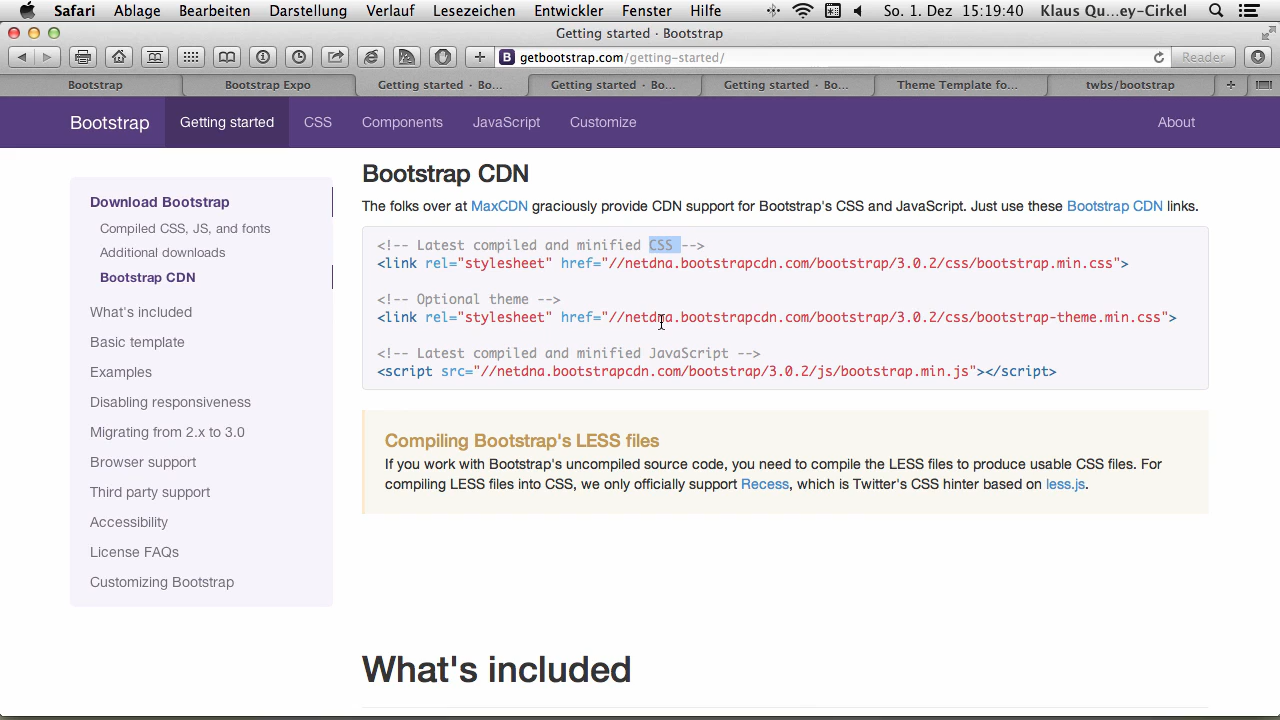 Safari Ablage Bearbeiten Darstellung Verlauf Lesezeichen Entwickler Fenster Hilfe So. 1. Dez 15:19:40 Klaus Qu...ey-Cirkel
Getting started · Bootstrap
getbootstrap.com/getting-started/ Reader
Bootstrap Bootstrap Expo Getting started · Bo... Getting started · Bo... Getting started · Bo... Theme Template fo... twbs/bootstrap
Bootstrap Getting started CSS Components JavaScript Customize About
Download Bootstrap
Compiled CSS, JS, and fonts
Additional downloads
Bootstrap CDN
What's included
Basic template
Examples
Disabling responsiveness
Migrating from 2.x to 3.0
Browser support
Third party support
Accessibility
License FAQs
Customizing Bootstrap
Bootstrap CDN
The folks over at MaxCDN graciously provide CDN support for Bootstrap's CSS and JavaScript. Just use these Bootstrap CDN links.
<!-- Latest compiled and minified CSS -->
<link rel="stylesheet" href="//netdna.bootstrapcdn.com/bootstrap/3.0.2/css/bootstrap.min.css">
<!-- Optional theme -->
<link rel="stylesheet" href="//netdna.bootstrapcdn.com/bootstrap/3.0.2/css/bootstrap-theme.min.css">
<!-- Latest compiled and minified JavaScript -->
<script src="//netdna.bootstrapcdn.com/bootstrap/3.0.2/js/bootstrap.min.js"></script>
Compiling Bootstrap's LESS files
If you work with Bootstrap's uncompiled source code, you need to compile the LESS files to produce usable CSS files. For
compiling LESS files into CSS, we only officially support Recess, which is Twitter's CSS hinter based on less.js.
What's included